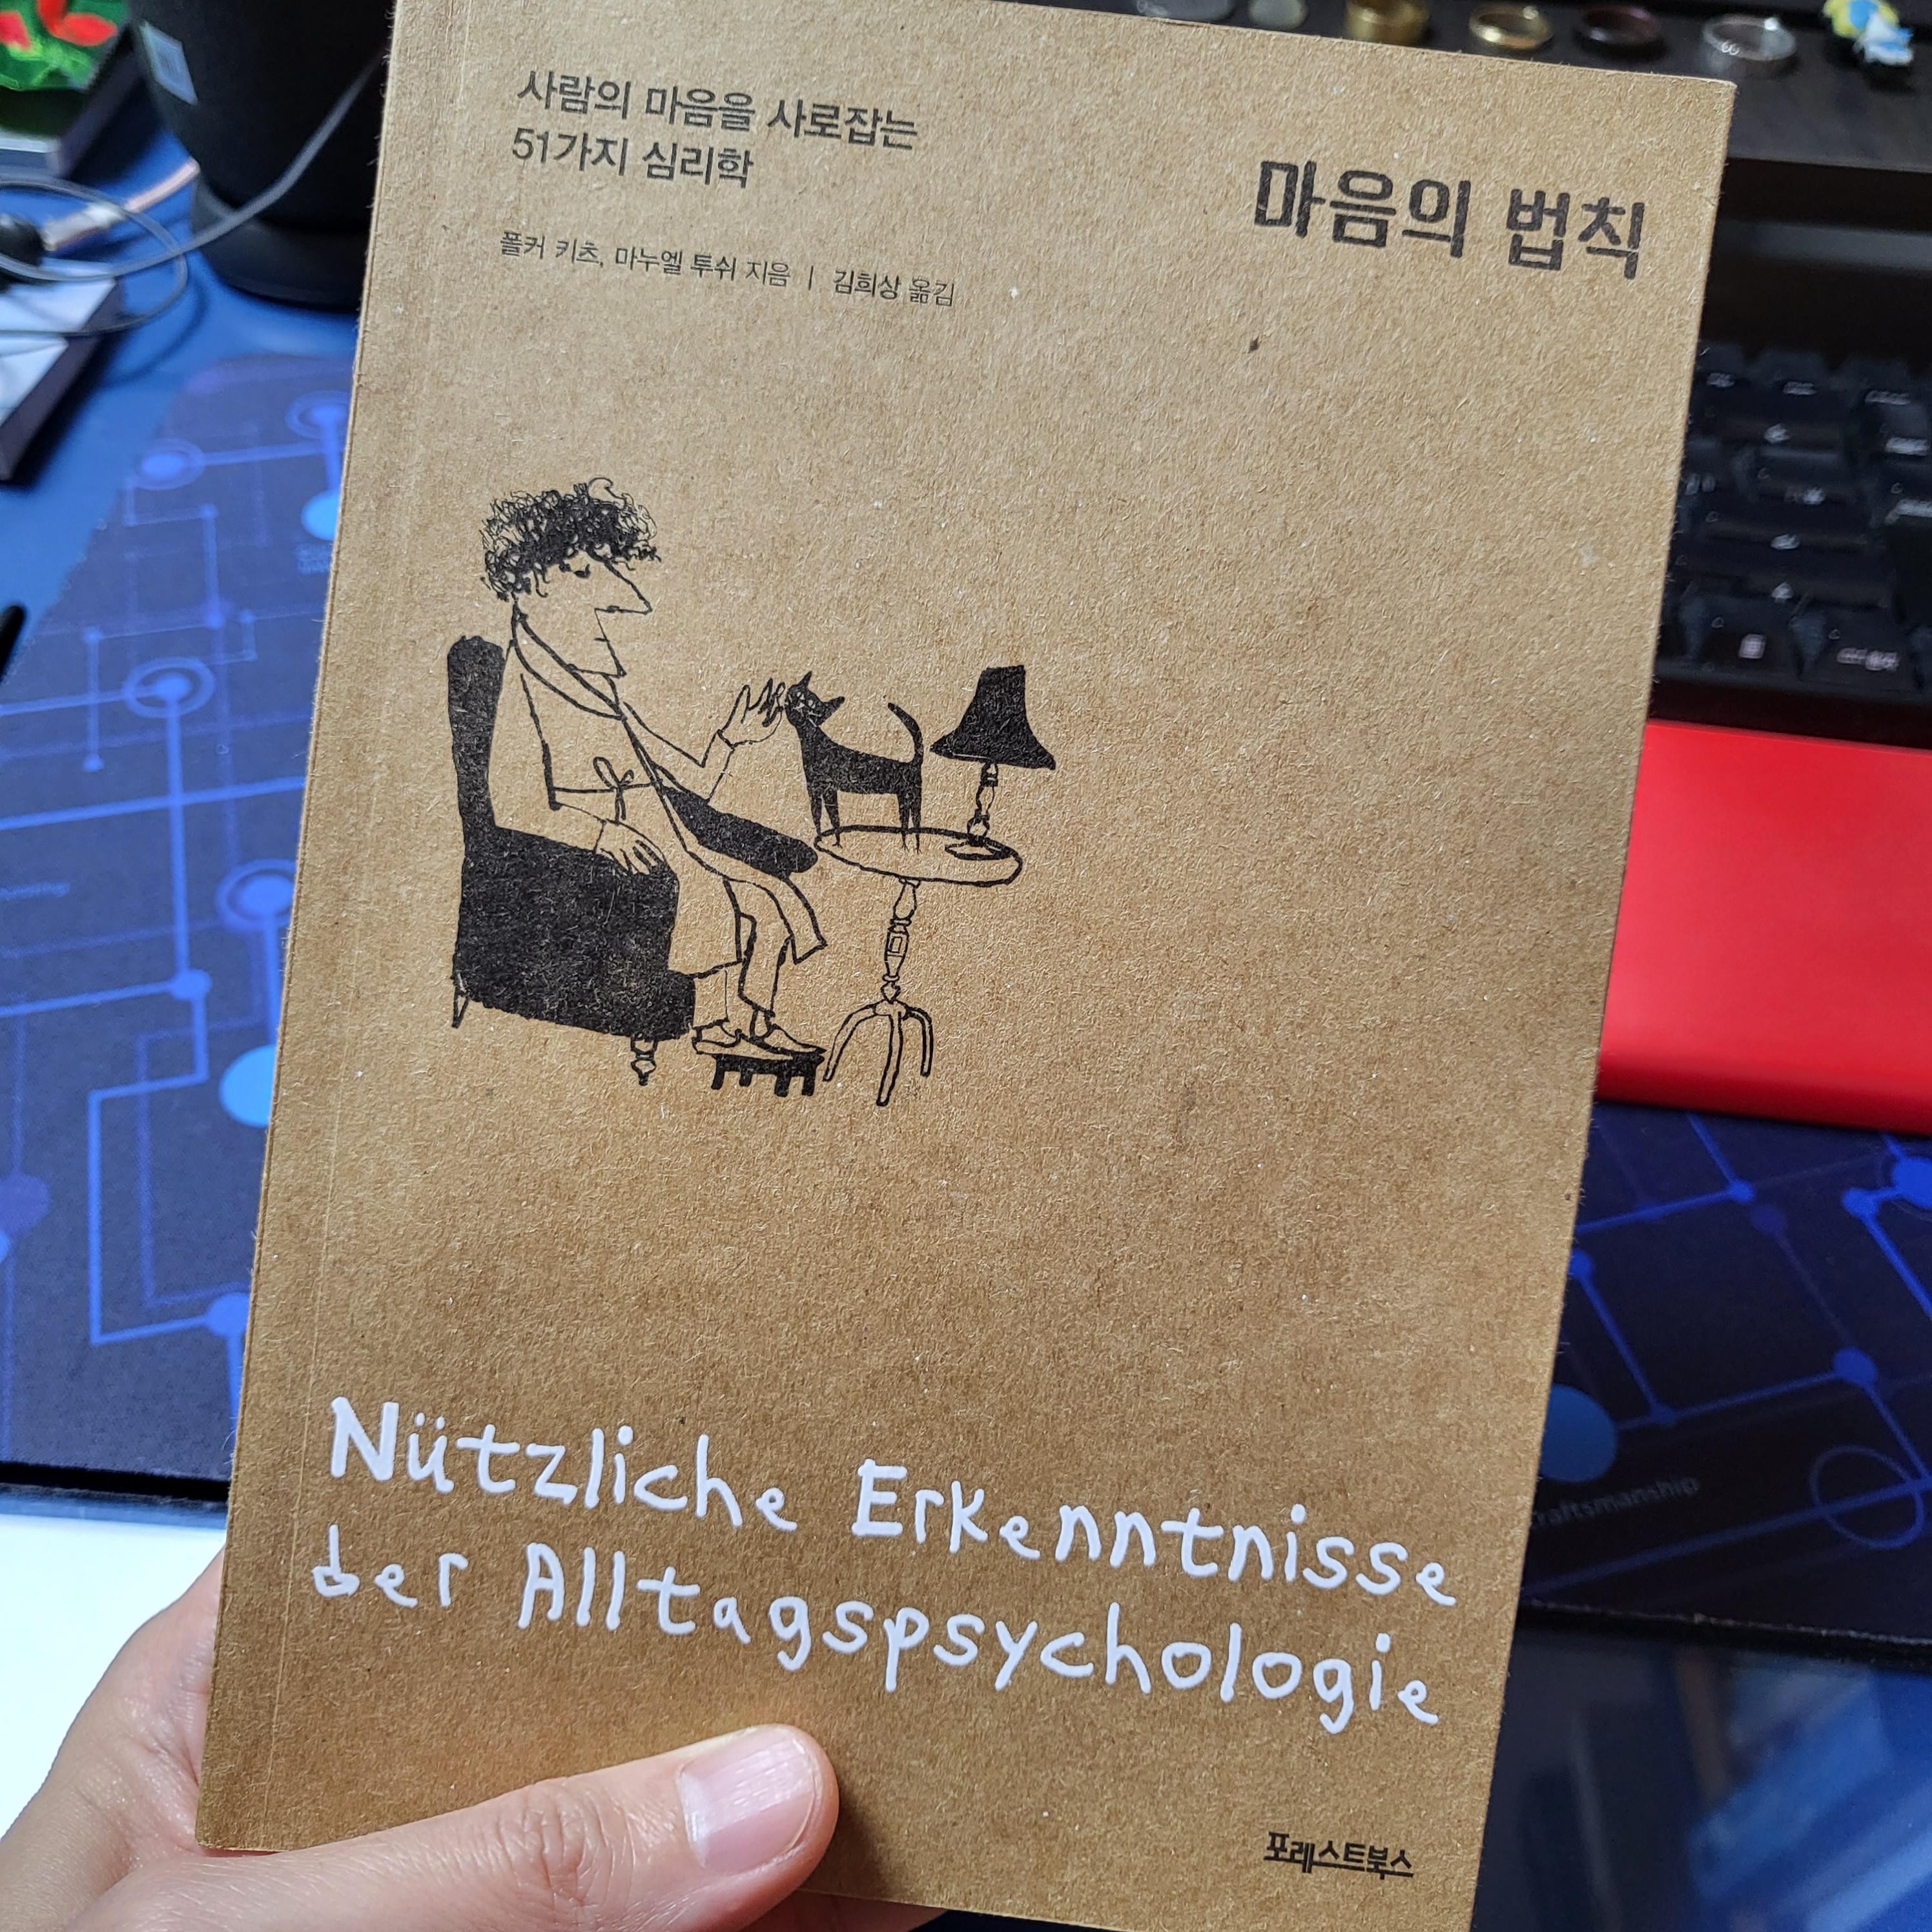 사람의 마음을 사로잡는
51가지 심리학
폴커 키츠, 마누엘 투쉬 지음 | 김희상 옮김
마음의 법칙
Nützliche Erkenntnisse
der Alltagspsychologie
포레스트북스
raftsmanship